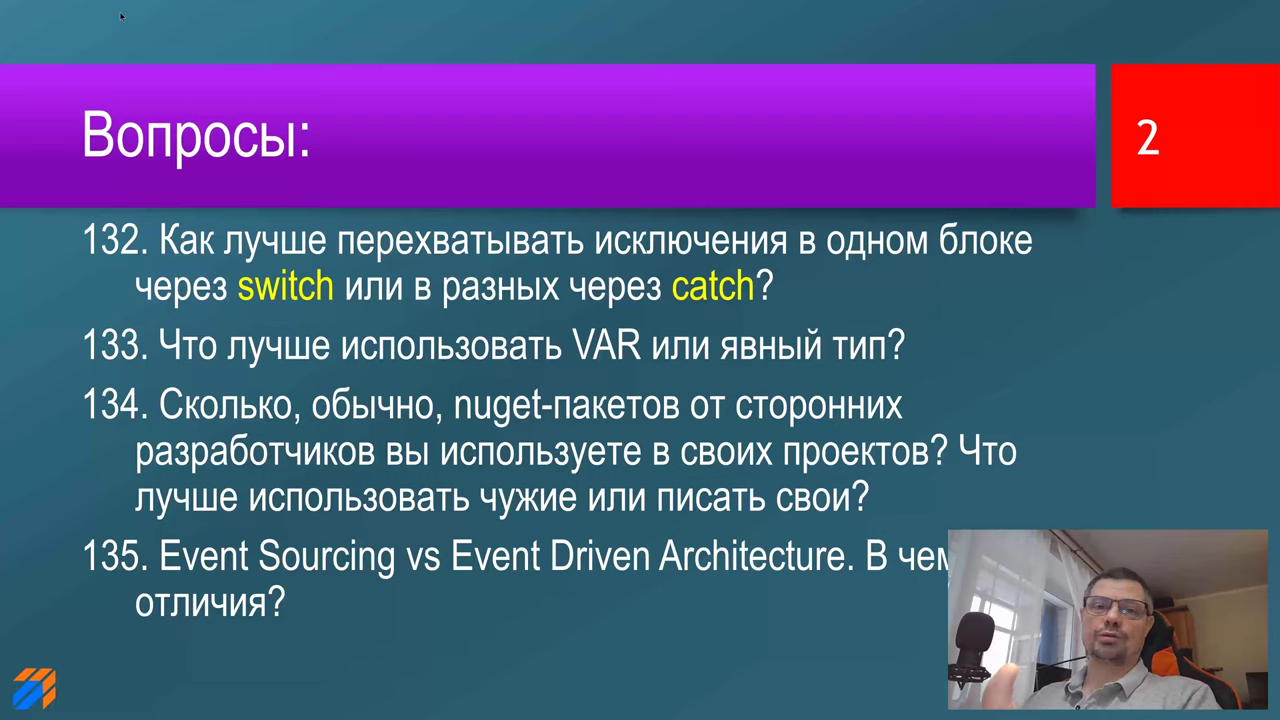 Вопросы:
2
132. Как лучше перехватывать исключения в одном блоке
через switch или в разных через catch?
133. Что лучше использовать VAR или явный тип?
134. Сколько, обычно, nuget-пакетов от сторонних
разработчиков вы используете в своих проектов? Что
лучше использовать чужие или писать свои?
135. Event Sourcing vs Event Driven Architecture. В чем
отличия?